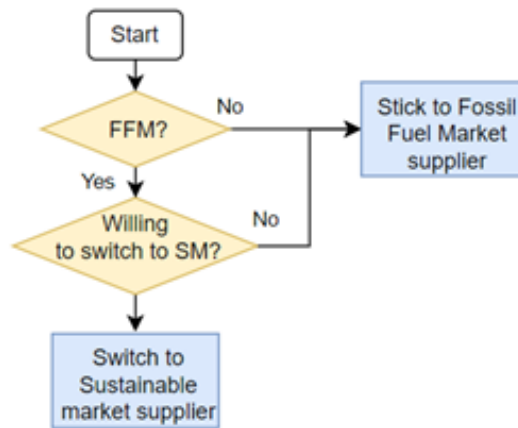 Start
FFM?
No
Stick to Fossil
Fuel Market
supplier
Yes
Willing
to switch to SM?
No
Switch to
Sustainable
market supplier